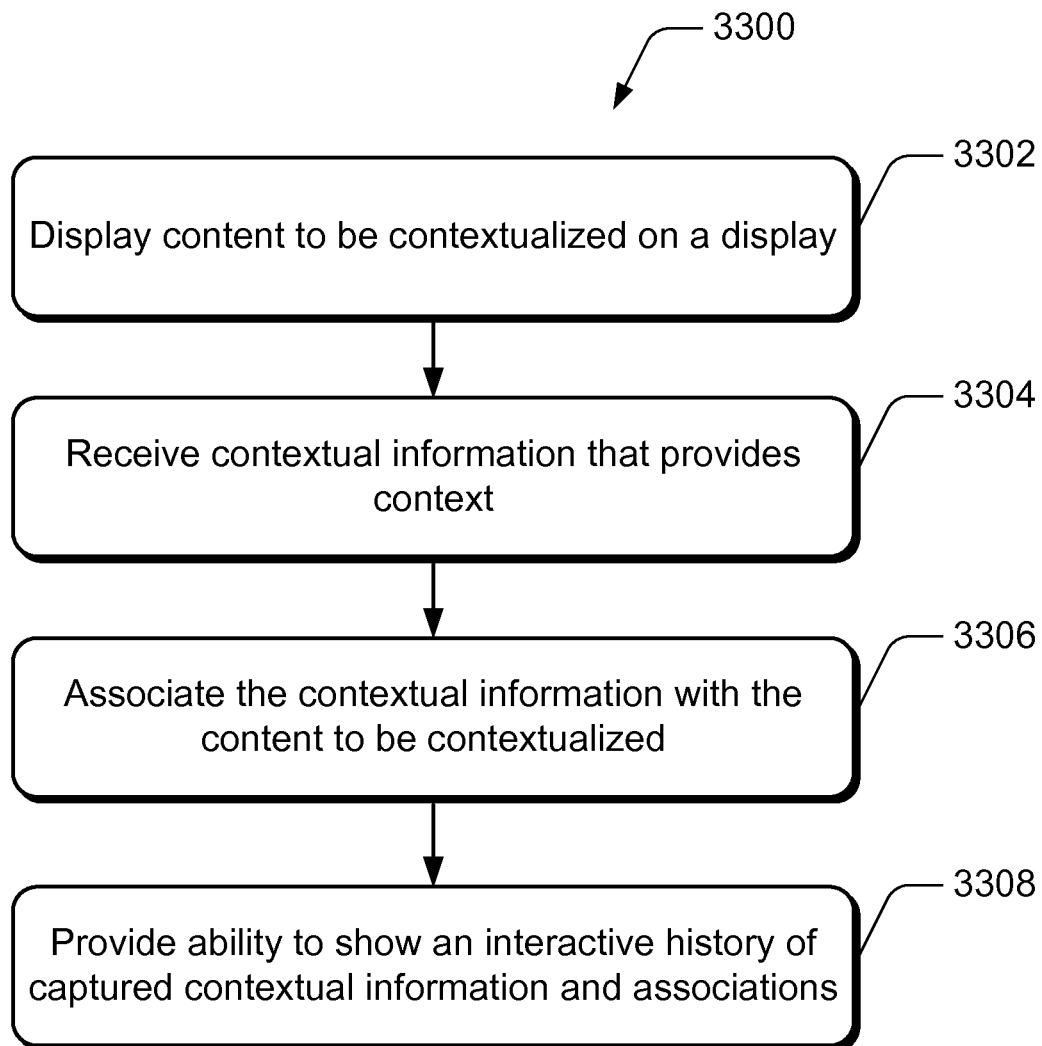 3300
3302
Display content to be contextualized on a display
3304
Receive contextual information that provides
context
3306
Associate the contextual information with the
content to be contextualized
3308
Provide ability to show an interactive history of
captured contextual information and associations